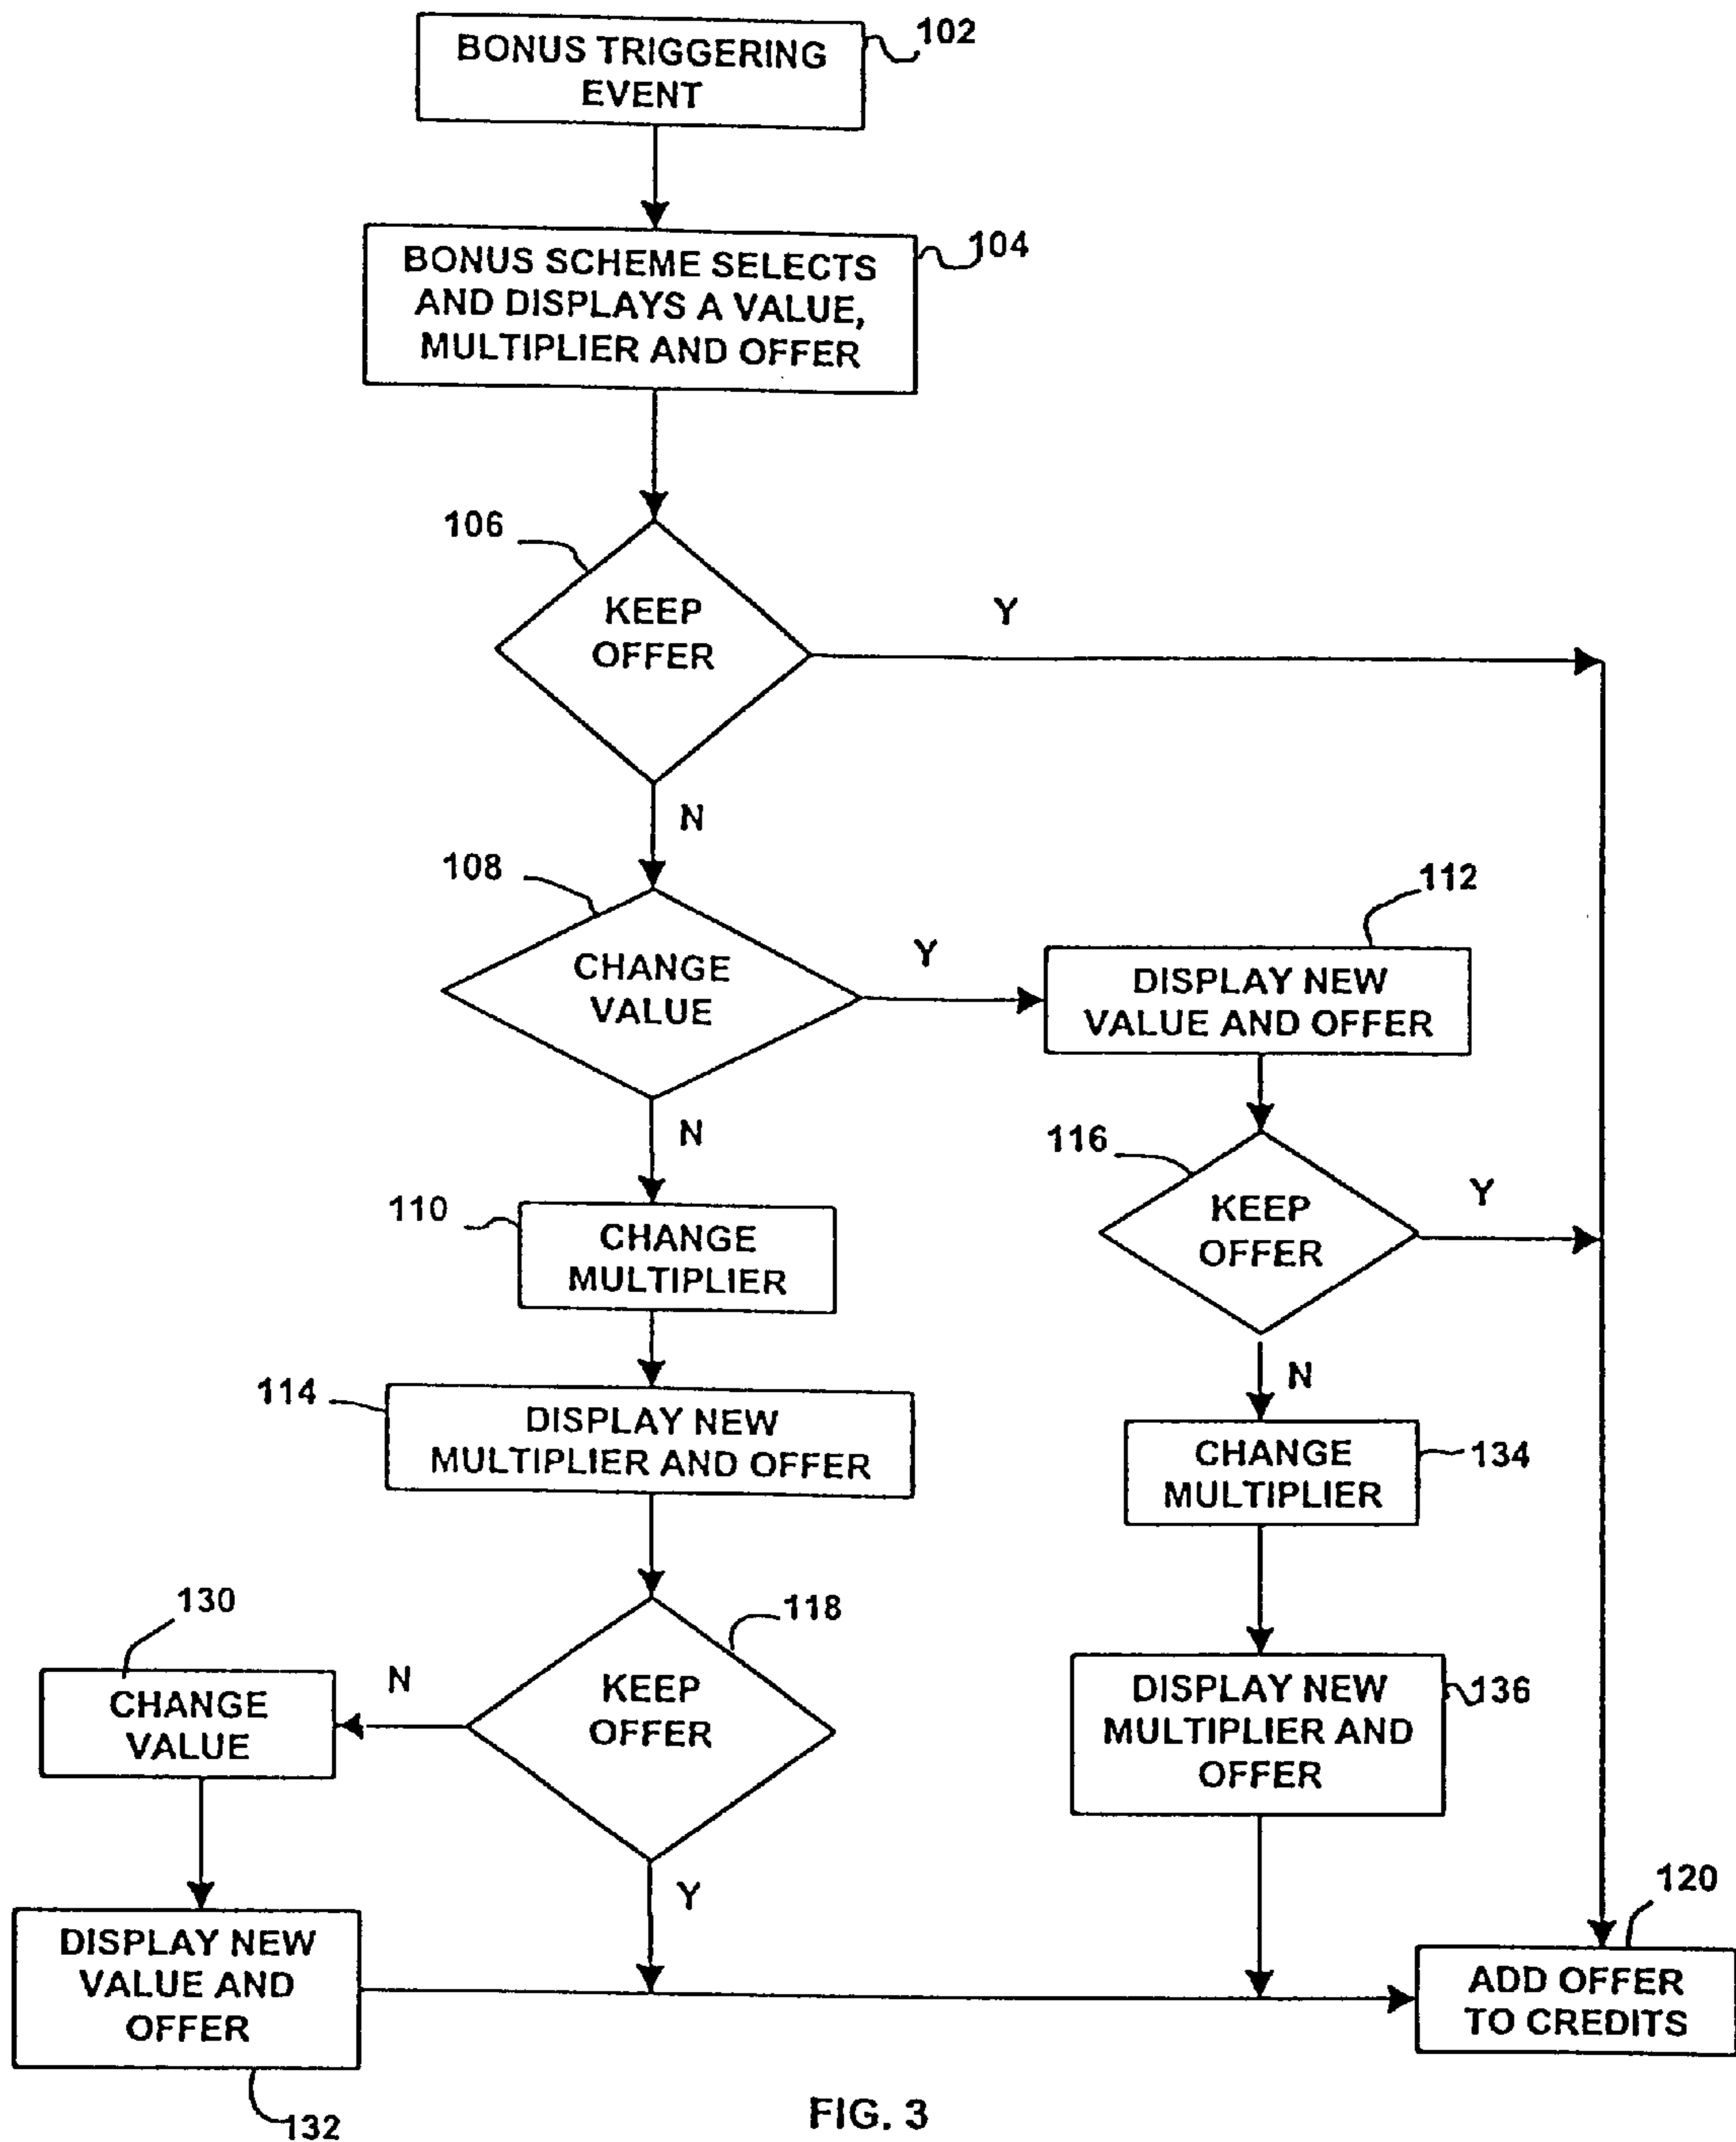 102
BONUS TRIGGERING
EVENT
104
BONUS SCHEME SELECTS
AND DISPLAYS A VALUE,
MULTIPLIER AND OFFER
106
KEEP
OFFER
Y
N
108
CHANGE
VALUE
Y
112
DISPLAY NEW
VALUE AND OFFER
N
116
KEEP
OFFER
Y
110
CHANGE
MULTIPLIER
N
114
DISPLAY NEW
MULTIPLIER AND OFFER
CHANGE
MULTIPLIER
134
130
118
CHANGE
VALUE
N
KEEP
OFFER
DISPLAY NEW
MULTIPLIER AND
OFFER
136
Y
120
DISPLAY NEW
VALUE AND
OFFER
ADD OFFER
TO CREDITS
132
FIG. 3